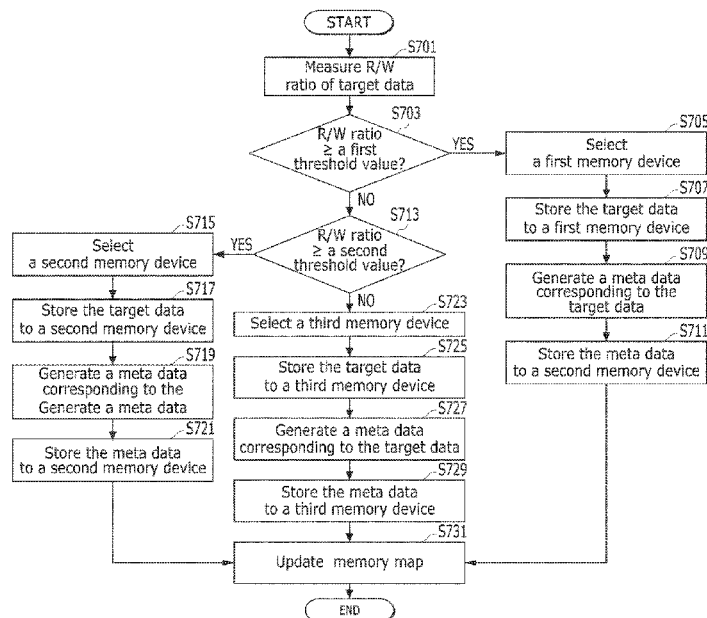 START
S701
Measure R/W
ratio of target data
S703
R/W ratio
≥ a first
threshold value?
YES
NO
S705
Select
a first memory device
S707
Store the target data
to a first memory device
S709
Generate a meta data
corresponding to the
target data
S711
Store the meta data
to a second memory device
S713
R/W ratio
≥ a second
threshold value?
YES
NO
S715
Select
a second memory device
S717
Store the target data
to a second memory device
S719
Generate a meta data
corresponding to the
Generate a meta data
S721
Store the meta data
to a second memory device
S723
Select a third memory device
S725
Store the target data
to a third memory device
S727
Generate a meta data
corresponding to the target data
S729
Store the meta data
to a third memory device
S731
Update memory map
END